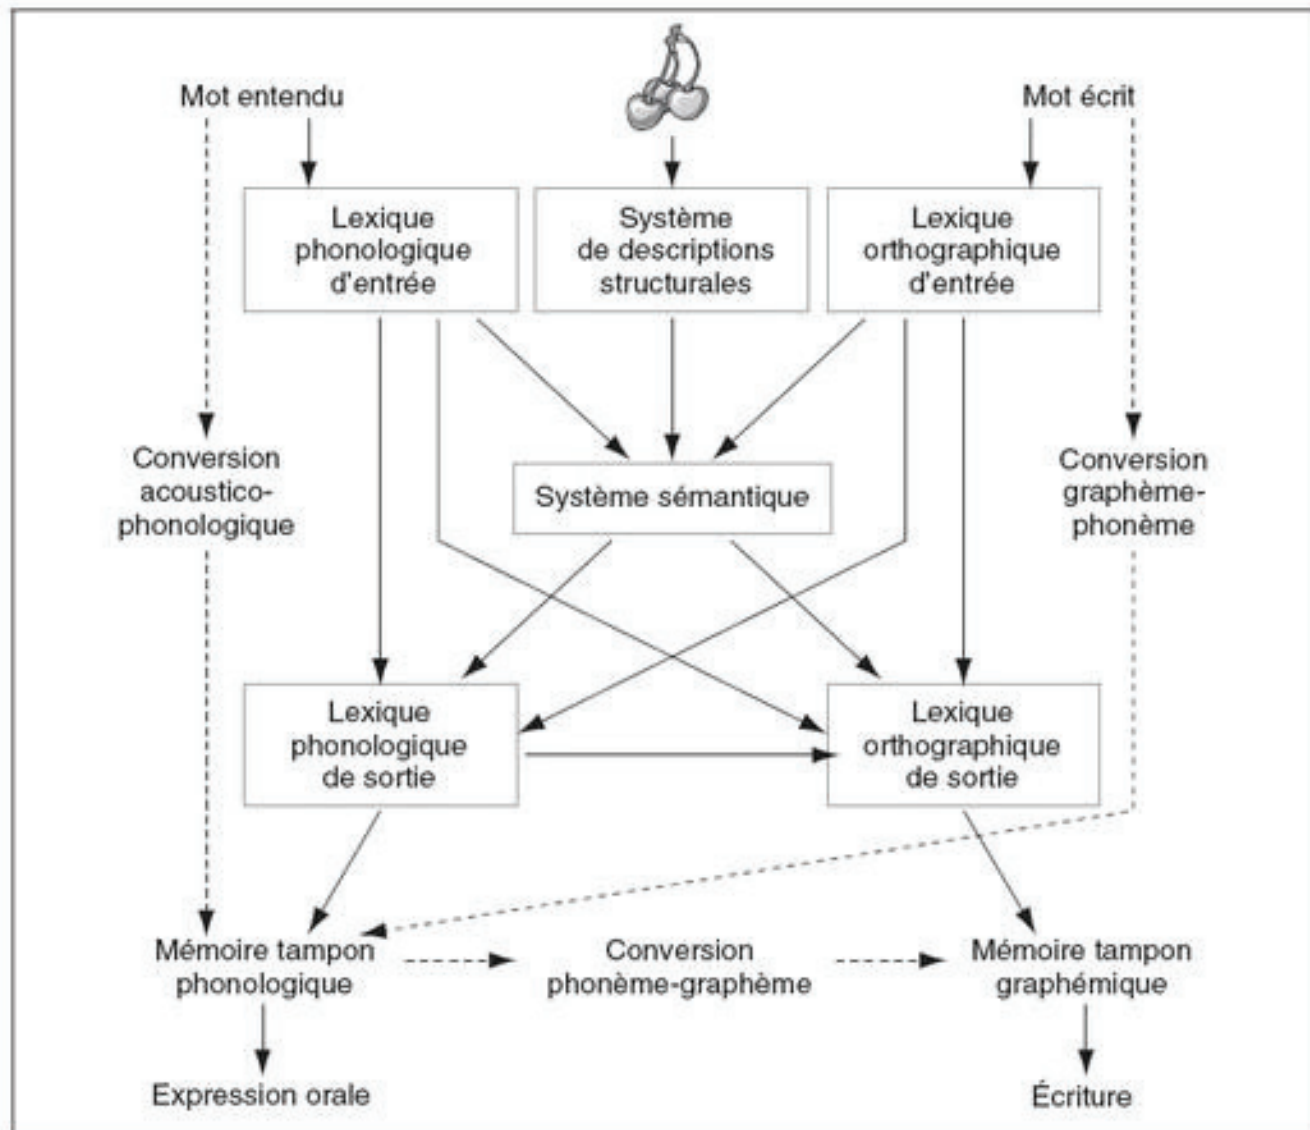 Mot entendu
Mot écrit
Lexique
phonologique
d'entrée
Système
de descriptions
structurales
Lexique
orthographique
d'entrée
Conversion
acoustico-
phonologique
Système sémantique
Conversion
graphème-
phonème
Lexique
phonologique
de sortie
Lexique
orthographique
de sortie
Mémoire tampon
phonologique
Conversion
phonème-graphème
Mémoire tampon
graphémique
Expression orale
Écriture